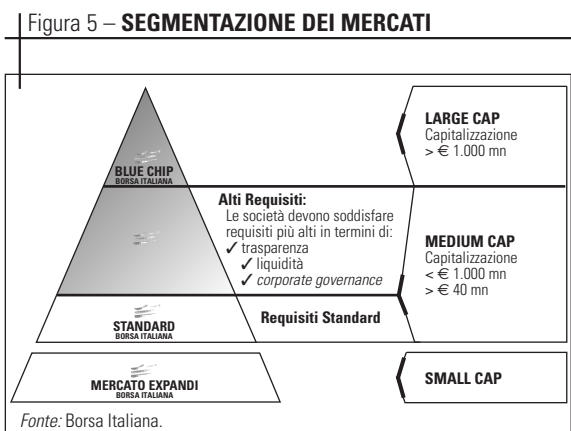 Figura 5 – SEGMENTAZIONE DEI MERCATI
BLUE CHIP
BORSA ITALIANA
Alti Requisiti:
Le società devono soddisfare
requisiti più alti in termini di:
✓ trasparenza
✓ liquidità
✓ corporate governance
STANDARD
BORSA ITALIANA
Requisiti Standard
MERCATO EXPANDI
BORSA ITALIANA
LARGE CAP
Capitalizzazione
> € 1.000 mn
MEDIUM CAP
Capitalizzazione
< € 1.000 mn
> € 40 mn
SMALL CAP
Fonte: Borsa Italiana.